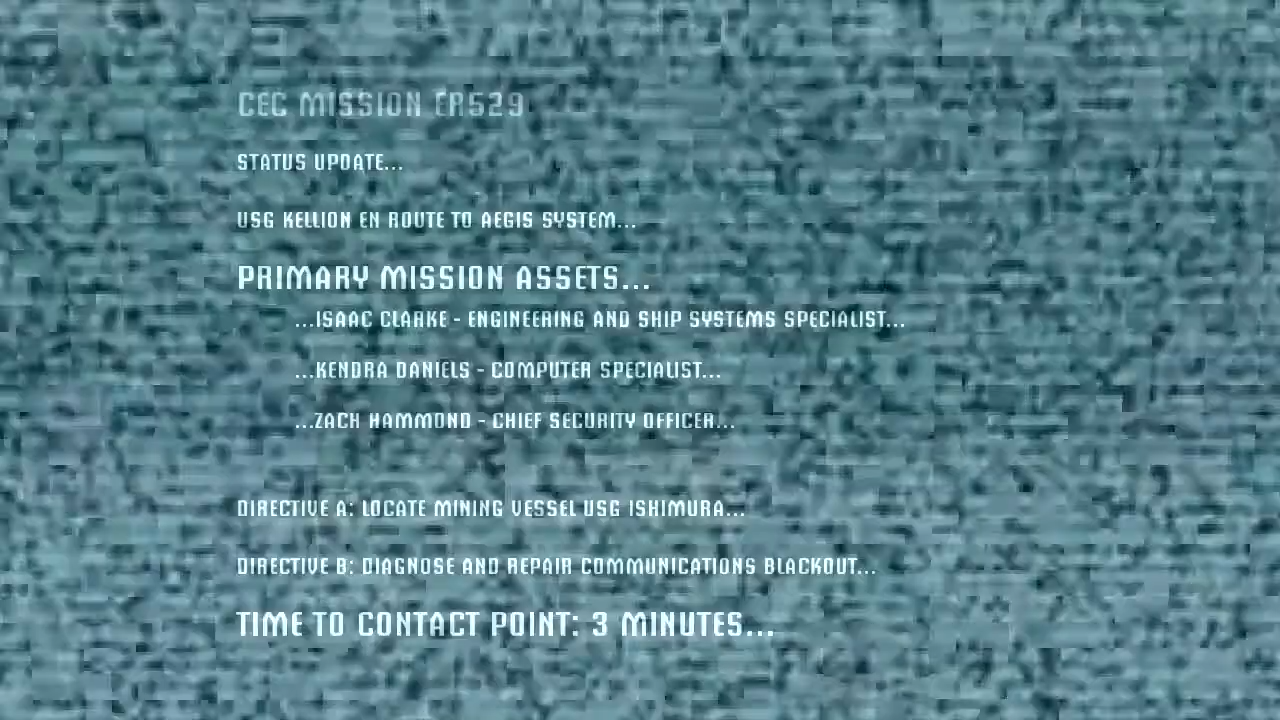 CEC MISSION ER529
STATUS UPDATE...
USG KELLION EN ROUTE TO AEGIS SYSTEM...
PRIMARY MISSION ASSETS...
...ISAAC CLARKE - ENGINEERING AND SHIP SYSTEMS SPECIALIST...
...KENDRA DANIELS - COMPUTER SPECIALIST...
...ZACH HAMMOND - CHIEF SECURITY OFFICER...
DIRECTIVE A: LOCATE MINING VESSEL USG ISHIMURA...
DIRECTIVE B: DIAGNOSE AND REPAIR COMMUNICATIONS BLACKOUT...
TIME TO CONTACT POINT: 3 MINUTES...